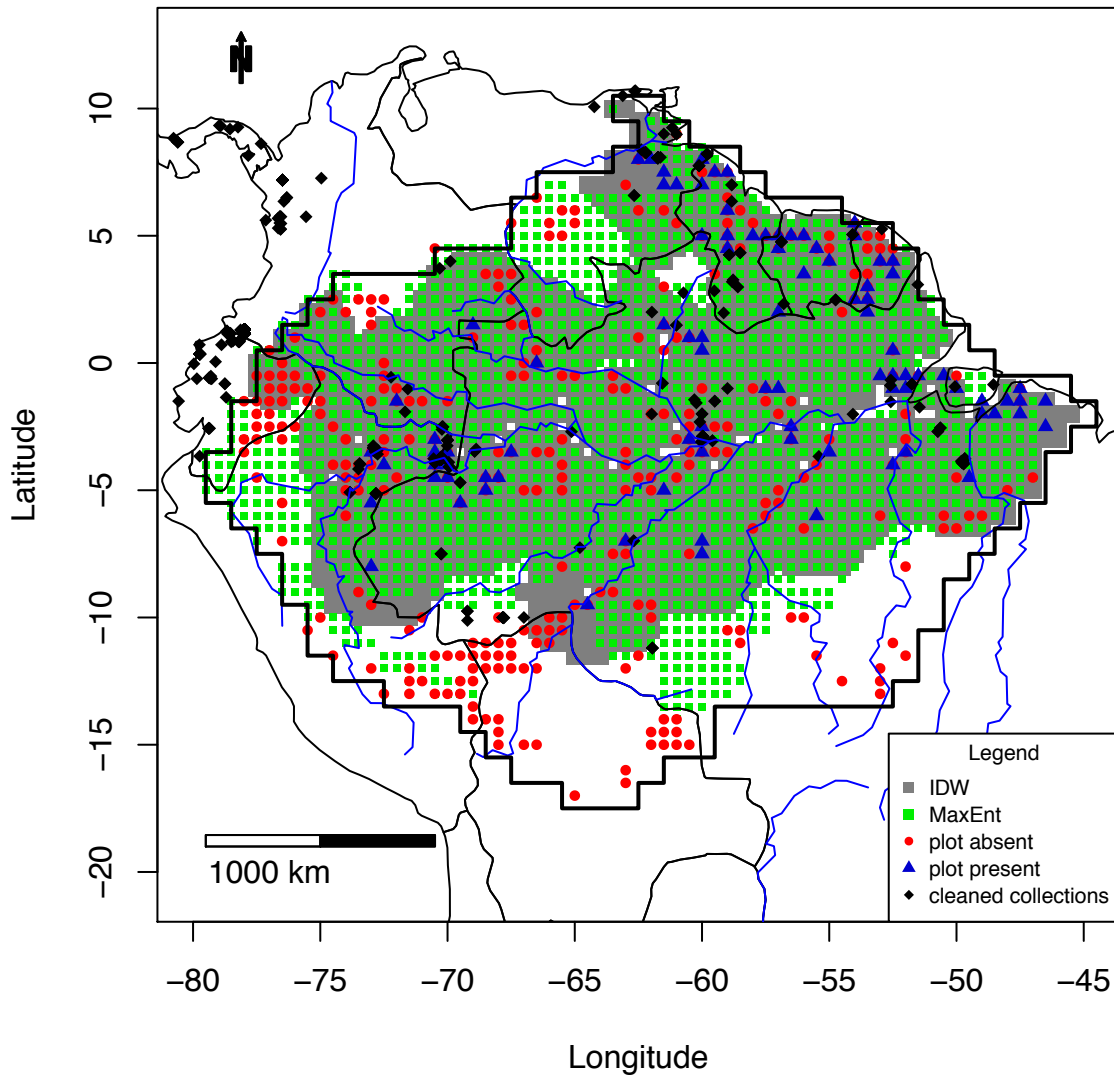 N
10
5
0
−5
−10
−15
−20
Latitude
1000 km
Legend
IDW
MaxEnt
plot absent
plot present
cleaned collections
−80 −75 −70 −65 −60 −55 −50 −45
Longitude